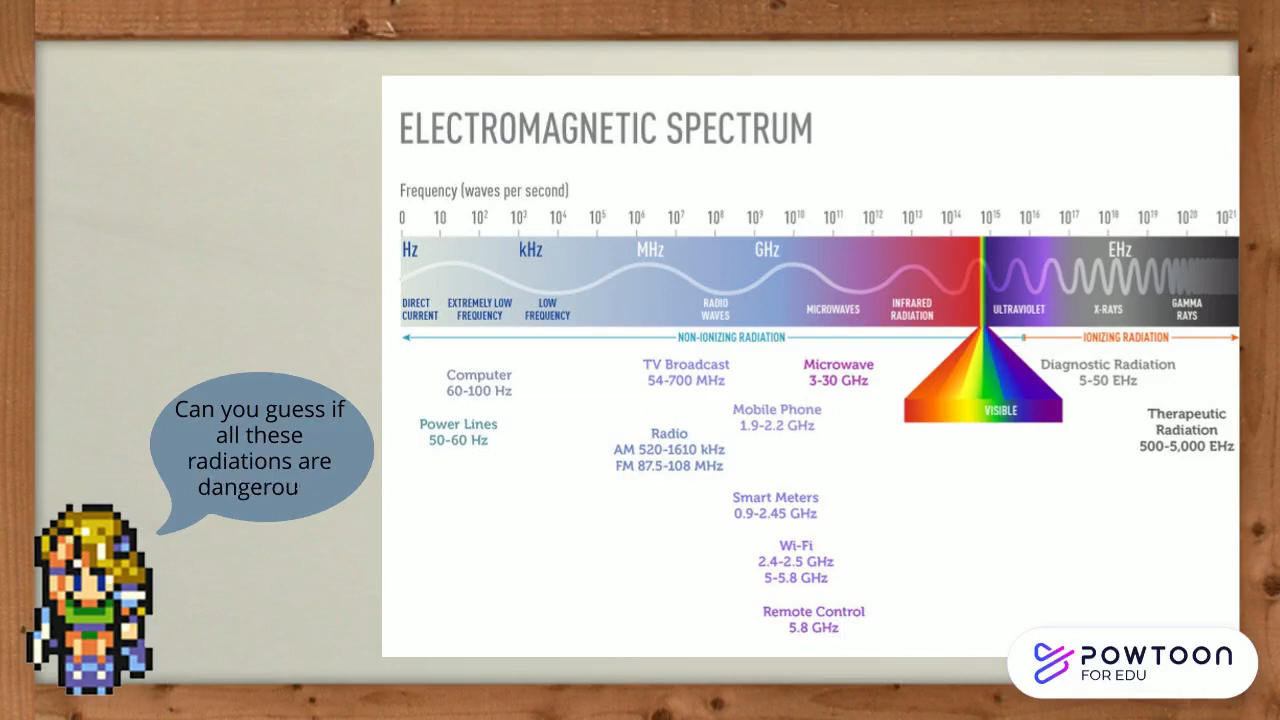 ELECTROMAGNETIC SPECTRUM
Frequency (waves per second)
0 10 10² 10³ 10⁴ 10⁵ 10⁶ 10⁷ 10⁸ 10⁹ 10¹⁰ 10¹¹ 10¹² 10¹³ 10¹⁴ 10¹⁵ 10¹⁶ 10¹⁷ 10¹⁸ 10¹⁹ 10²⁰ 10²¹
Hz kHz MHz GHz EHz
DIRECT
CURRENT
EXTREMELY LOW
FREQUENCY
LOW
FREQUENCY
RADIO
WAVES
MICROWAVES
INFRARED
RADIATION
ULTRAVIOLET
X-RAYS
GAMMA
RAYS
NON-IONIZING RADIATION
IONIZING RADIATION
Computer
60-100 Hz
Power Lines
50-60 Hz
TV Broadcast
54-700 MHz
Radio
AM 520-1610 kHz
FM 87.5-108 MHz
Mobile Phone
1.9-2.2 GHz
Microwave
3-30 GHz
Smart Meters
0.9-2.45 GHz
Wi-Fi
2.4-2.5 GHz
5-5.8 GHz
Remote Control
5.8 GHz
VISIBLE
Diagnostic Radiation
5-50 EHz
Therapeutic
Radiation
500-5,000 EHz
Can you guess if
all these
radiations are
dangerou
POWTOON
FOR EDU